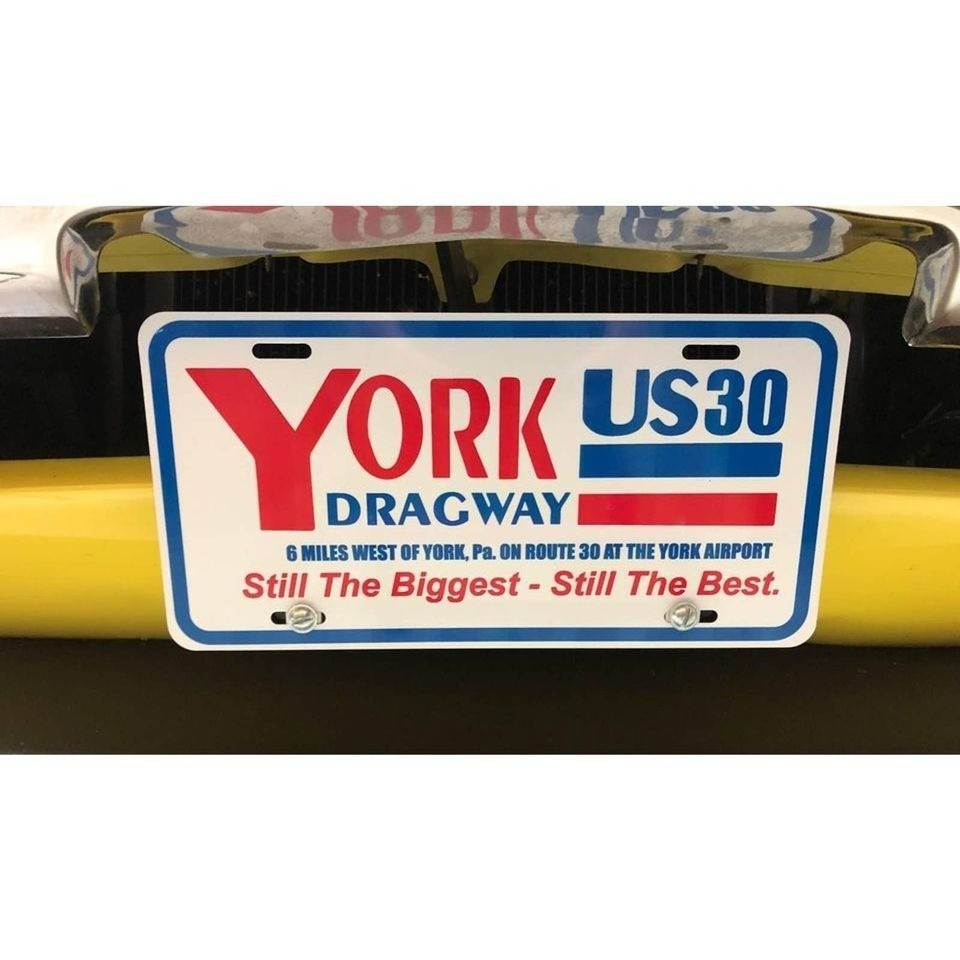 YORK US30
DRAGWAY
6 MILES WEST OF YORK, Pa. ON ROUTE 30 AT THE YORK AIRPORT
Still The Biggest - Still The Best.